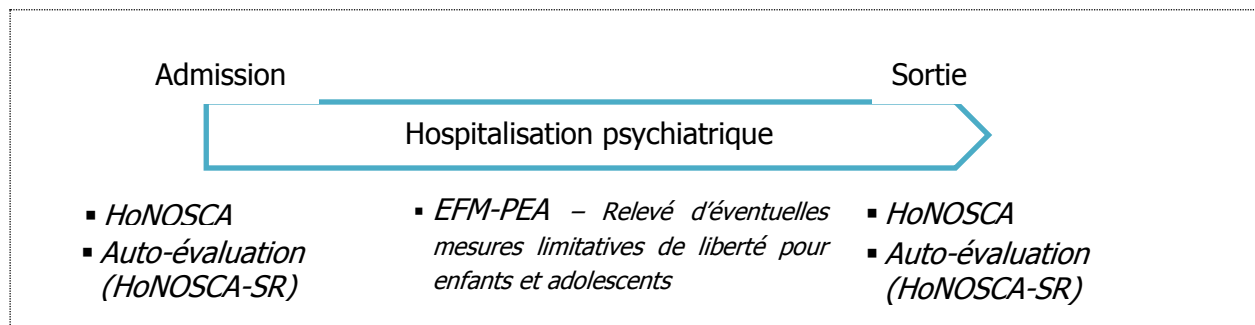 Admission
Sortie
Hospitalisation psychiatrique
▪ HoNOSCA
▪ Auto-évaluation
(HoNOSCA-SR)
▪ EFM-PEA – Relevé d'éventuelles
mesures limitatives de liberté pour
enfants et adolescents
▪ HoNOSCA
▪ Auto-évaluation
(HoNOSCA-SR)